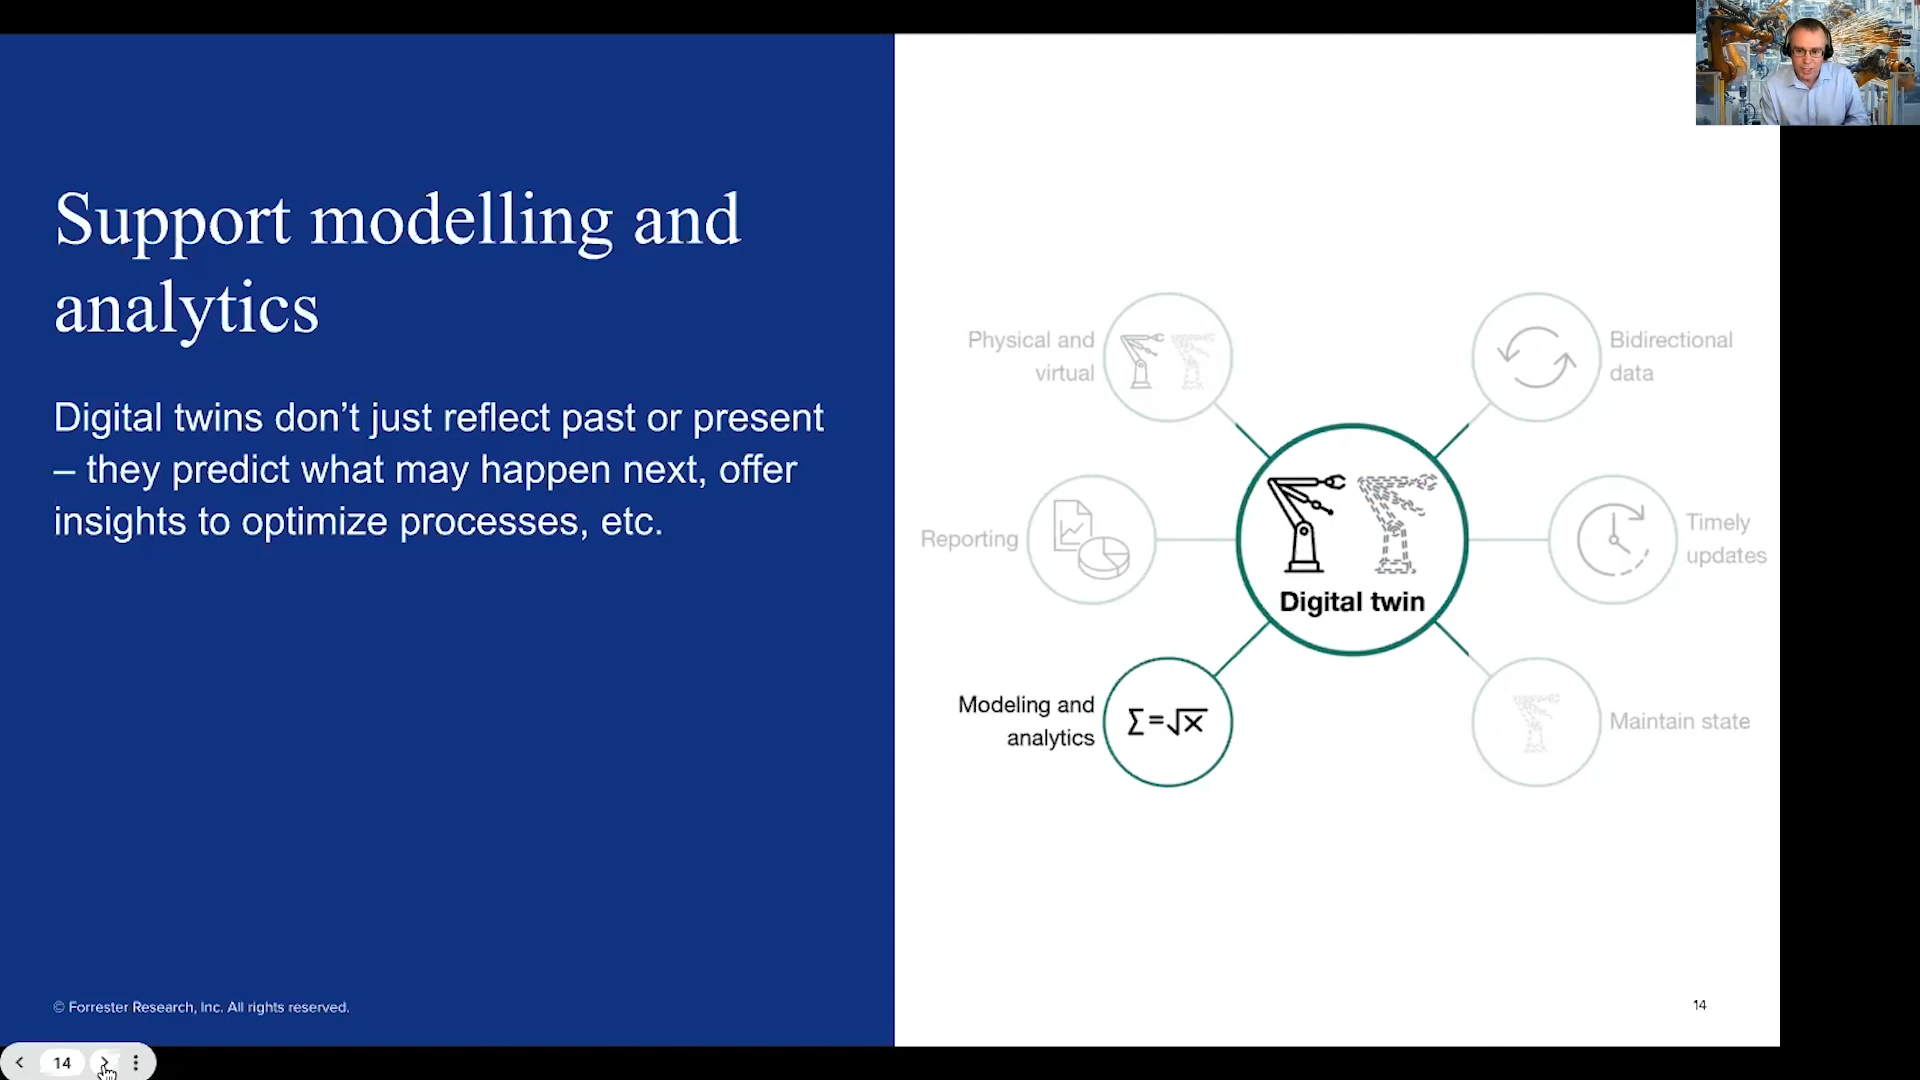 Support modelling and
analytics
Digital twins don’t just reflect past or present
– they predict what may happen next, offer
insights to optimize processes, etc.
Physical and
virtual
Bidirectional
data
Reporting
Timely
updates
Digital twin
Modeling and
analytics
Σ=√x
Maintain state
© Forrester Research, Inc. All rights reserved.
14
14